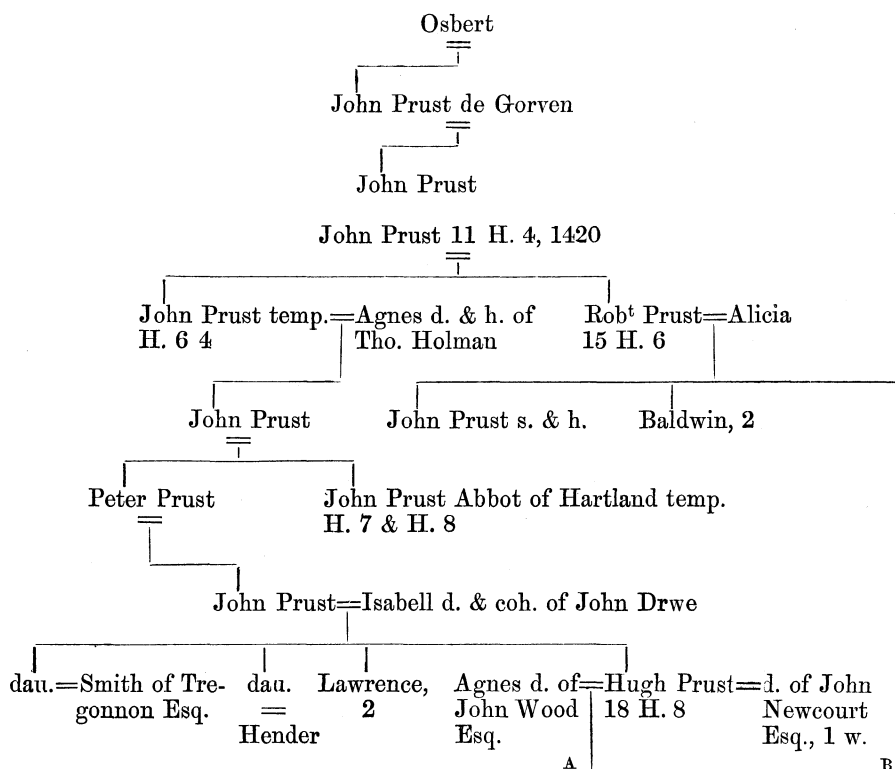 Osbert
John Prust de Gorven
John Prust
John Prust 11 H. 4, 1420
John Prust temp.=Agnes d. & h. of Robᵗ Prust=Alicia
H. 6 4 Tho. Holman 15 H. 6
John Prust John Prust s. & h. Baldwin, 2
Peter Prust John Prust Abbot of Hartland temp.
H. 7 & H. 8
John Prust=Isabell d. & coh. of John Drwe
dau.=Smith of Tre- dau. Lawrence, Agnes d. of=Hugh Prust=d. of John
gonnon Esq. = 2 John Wood 18 H. 8 Newcourt
Hender Esq. Esq., 1 w.
A B